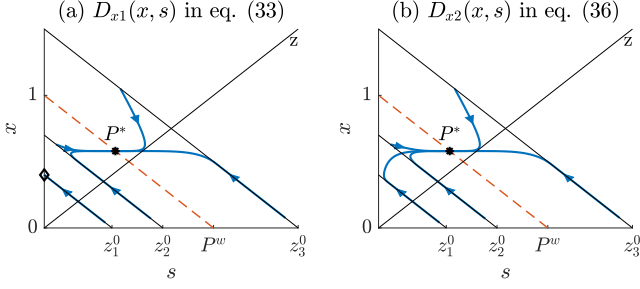 (a) $D_{x1}(x, s)$ in eq. (33)
z
1
x
P*
0
$z_1^0$ $z_2^0$ $P^w$ $z_3^0$
s
(b) $D_{x2}(x, s)$ in eq. (36)
z
1
x
P*
0
$z_1^0$ $z_2^0$ $P^w$ $z_3^0$
s